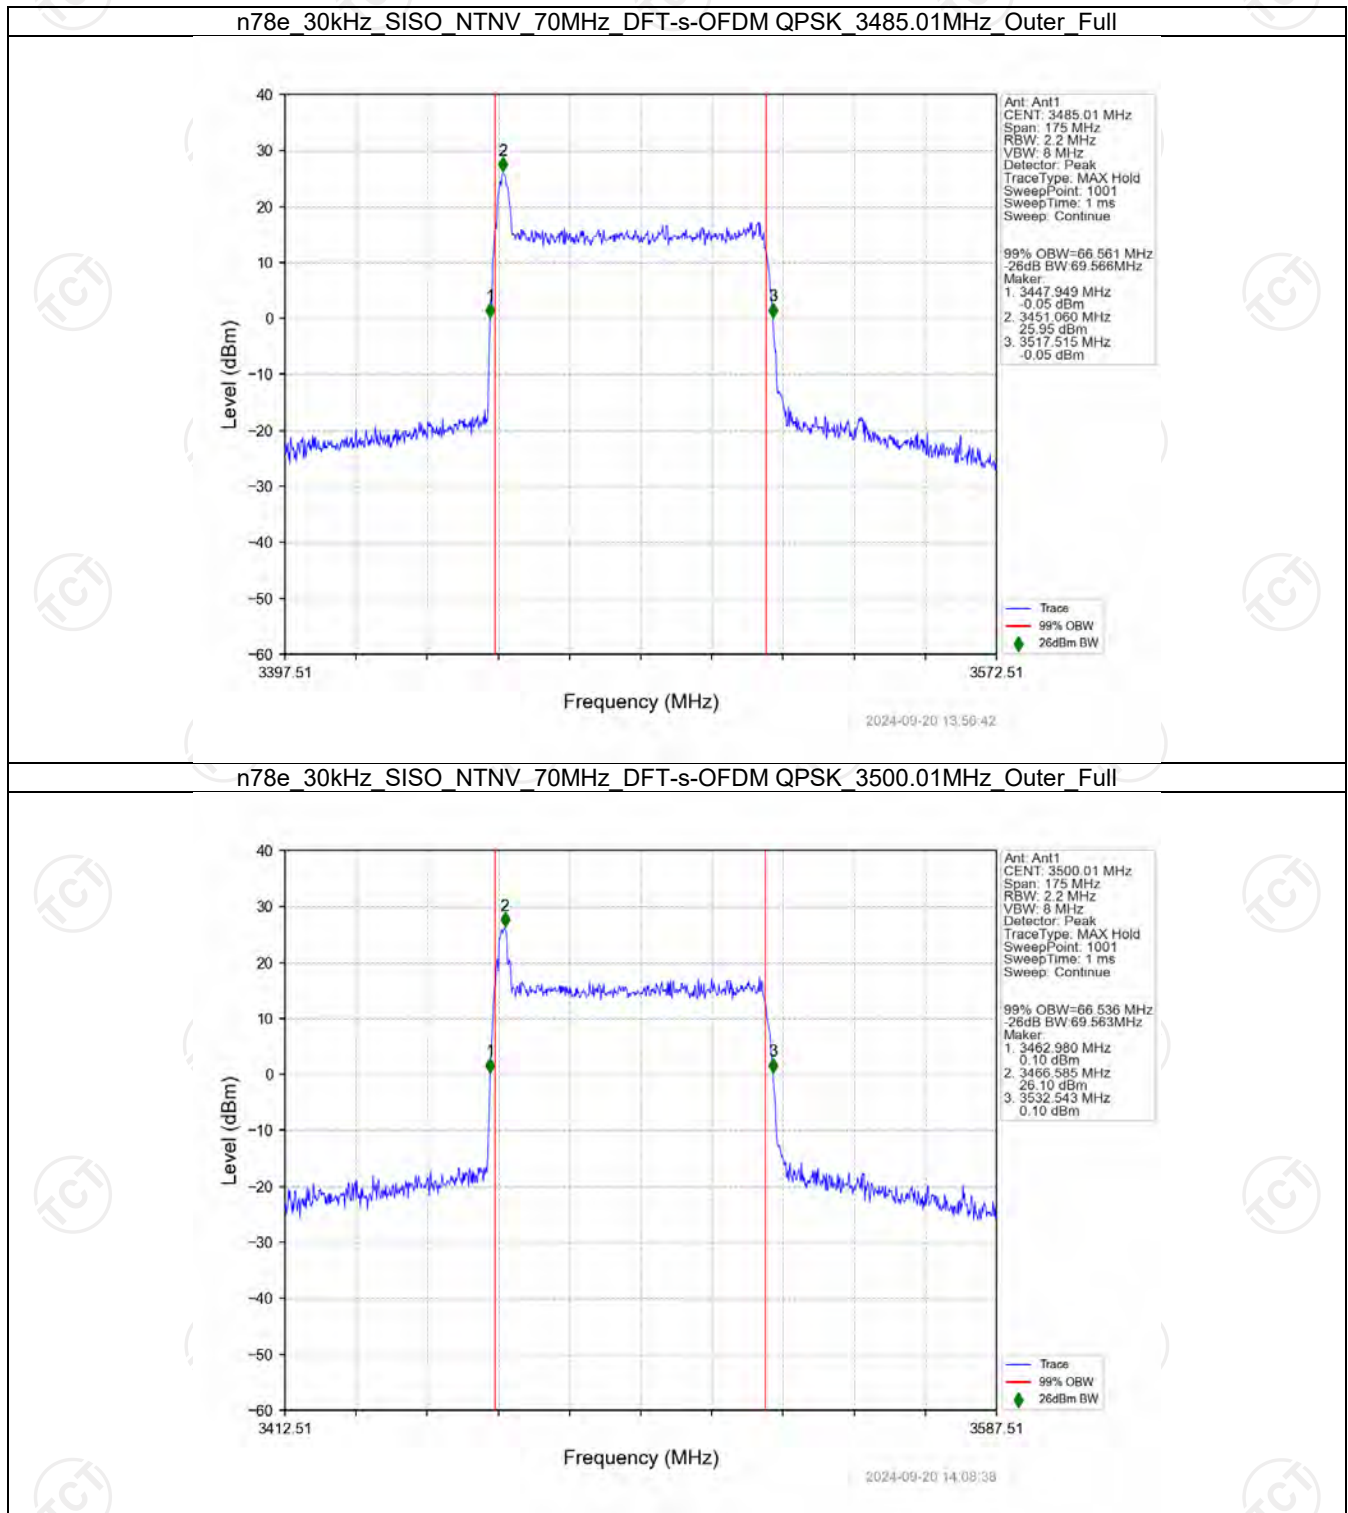 n78e_30kHz_SISO_NTNV_70MHz_DFT-s-OFDM QPSK_3485.01MHz_Outer_Full
40
30
20
10
0
−10
−20
−30
−40
−50
−60
Level (dBm)
2
1
3
3397.51
3572.51
Frequency (MHz)
2024-09-20 13:56:42
Ant: Ant1
CENT: 3485.01 MHz
Span: 175 MHz
RBW: 2.2 MHz
VBW: 8 MHz
Detector: Peak
TraceType: MAX Hold
SweepPoint: 1001
SweepTime: 1 ms
Sweep: Continue
99% OBW=66.561 MHz
-26dB BW:69.566MHz
Maker:
1. 3447.949 MHz
-0.05 dBm
2. 3451.060 MHz
25.95 dBm
3. 3517.515 MHz
-0.05 dBm
Trace
99% OBW
26dBm BW
n78e_30kHz_SISO_NTNV_70MHz_DFT-s-OFDM QPSK_3500.01MHz_Outer_Full
40
30
20
10
0
−10
−20
−30
−40
−50
−60
Level (dBm)
2
1
3
3412.51
3587.51
Frequency (MHz)
2024-09-20 14:08:38
Ant: Ant1
CENT: 3500.01 MHz
Span: 175 MHz
RBW: 2.2 MHz
VBW: 8 MHz
Detector: Peak
TraceType: MAX Hold
SweepPoint: 1001
SweepTime: 1 ms
Sweep: Continue
99% OBW=66.536 MHz
-26dB BW:69.563MHz
Maker:
1. 3462.980 MHz
0.10 dBm
2. 3466.585 MHz
26.10 dBm
3. 3532.543 MHz
0.10 dBm
Trace
99% OBW
26dBm BW
TCT
TCT
TCT
TCT
TCT
TCT
TCT
TCT
TCT
TCT